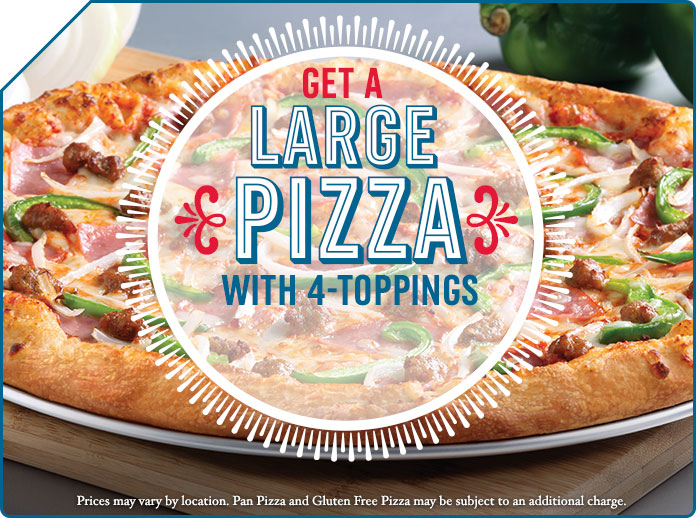 GET A
LARGE
PIZZA
WITH 4-TOPPINGS
Prices may vary by location. Pan Pizza and Gluten Free Pizza may be subject to an additional charge.